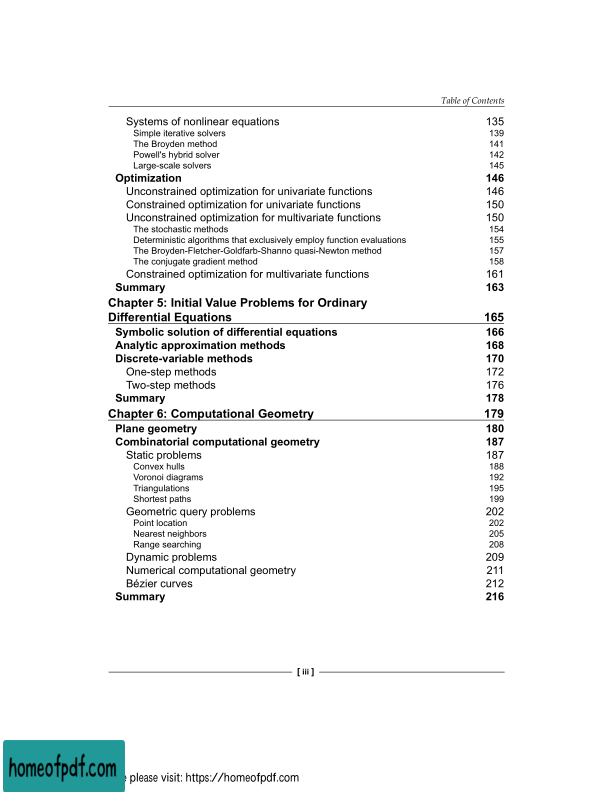 Table of Contents
Systems of nonlinear equations 135
Simple iterative solvers 139
The Broyden method 141
Powell's hybrid solver 142
Large-scale solvers 145
Optimization 146
Unconstrained optimization for univariate functions 146
Constrained optimization for univariate functions 150
Unconstrained optimization for multivariate functions 150
The stochastic methods 154
Deterministic algorithms that exclusively employ function evaluations 155
The Broyden-Fletcher-Goldfarb-Shanno quasi-Newton method 157
The conjugate gradient method 158
Constrained optimization for multivariate functions 161
Summary 163
Chapter 5: Initial Value Problems for Ordinary
Differential Equations 165
Symbolic solution of differential equations 166
Analytic approximation methods 168
Discrete-variable methods 170
One-step methods 172
Two-step methods 176
Summary 178
Chapter 6: Computational Geometry 179
Plane geometry 180
Combinatorial computational geometry 187
Static problems 187
Convex hulls 188
Voronoi diagrams 192
Triangulations 195
Shortest paths 199
Geometric query problems 202
Point location 202
Nearest neighbors 205
Range searching 208
Dynamic problems 209
Numerical computational geometry 211
Bézier curves 212
Summary 216
[ iii ]
homeofpdf.com
please visit: https://homeofpdf.com